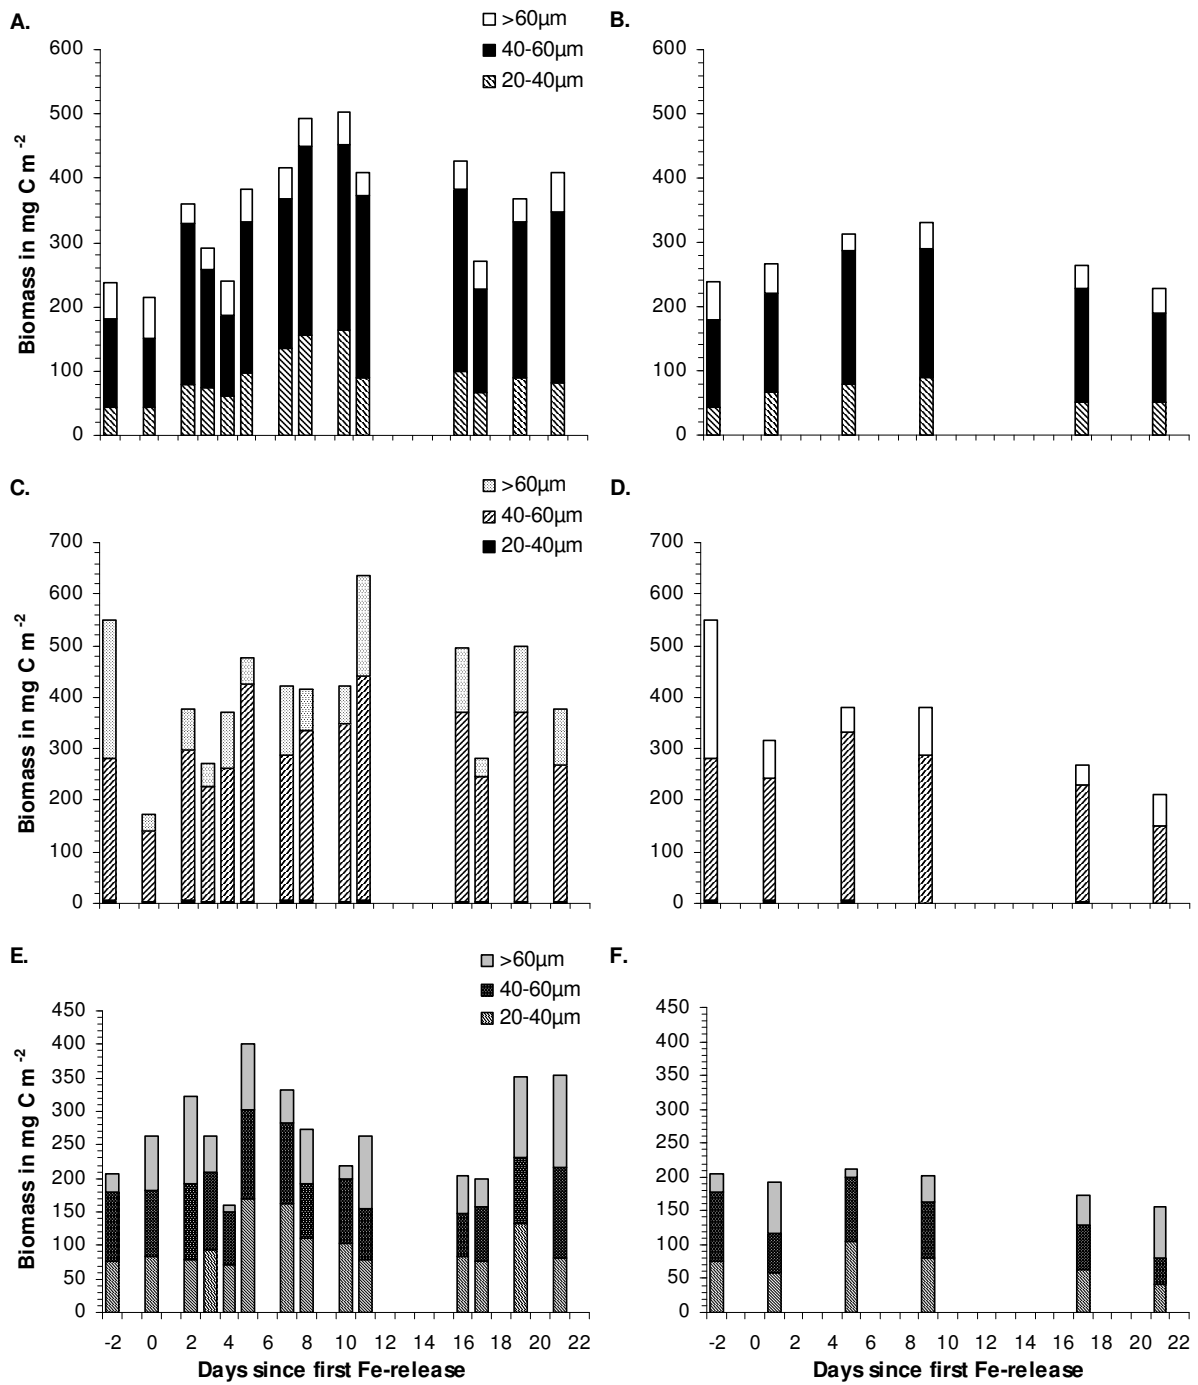 A.
>60µm
40-60µm
20-40µm
B.
600
500
400
300
200
100
0
Biomass in mg C m⁻²
600
500
400
300
200
100
0
C.
>60µm
40-60µm
20-40µm
D.
700
600
500
400
300
200
100
0
Biomass in mg C m⁻²
700
600
500
400
300
200
100
0
E.
>60µm
40-60µm
20-40µm
F.
450
400
350
300
250
200
150
100
50
0
Biomass in mg C m⁻²
450
400
350
300
250
200
150
100
50
0
-2 0 2 4 6 8 10 12 14 16 18 20 22
Days since first Fe-release
-2 0 2 4 6 8 10 12 14 16 18 20 22
Days since first Fe-release